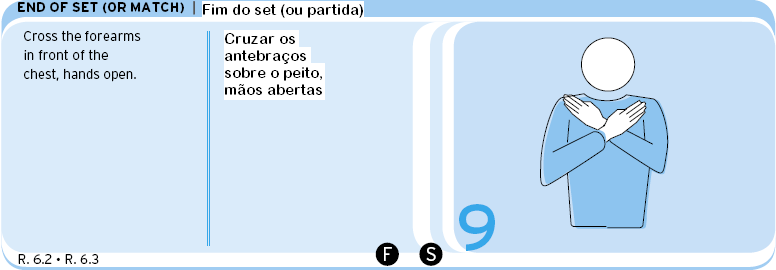 END OF SET (OR MATCH) | Fim do set (ou partida)
Cross the forearms
in front of the
chest, hands open.
Cruzar os
antebraços
sobre o peito,
mãos abertas
9
R. 6.2 • R. 6.3
F S